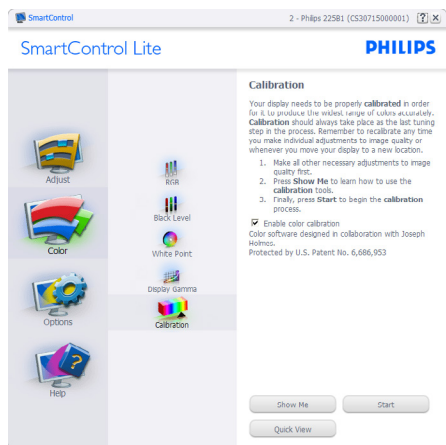 SmartControl
2 - Philips 225B1 (CS30715000001)
SmartControl Lite
PHILIPS
Adjust
Color
Options
Help
RGB
Black Level
White Point
Display Gamma
Calibration
Calibration
Your display needs to be properly calibrated in order
for it to produce the widest range of colors accurately.
Calibration should always take place as the last tuning
step in the process. Remember to recalibrate any time
you make individual adjustments to image quality or
whenever you move your display to a new location.
1. Make all other necessary adjustments to image
quality first.
2. Press Show Me to learn how to use the
calibration tools.
3. Finally, press Start to begin the calibration
process.
Enable color calibration
Color software designed in collaboration with Joseph
Holmes.
Protected by U.S. Patent No. 6,686,953
Show Me
Start
Quick View